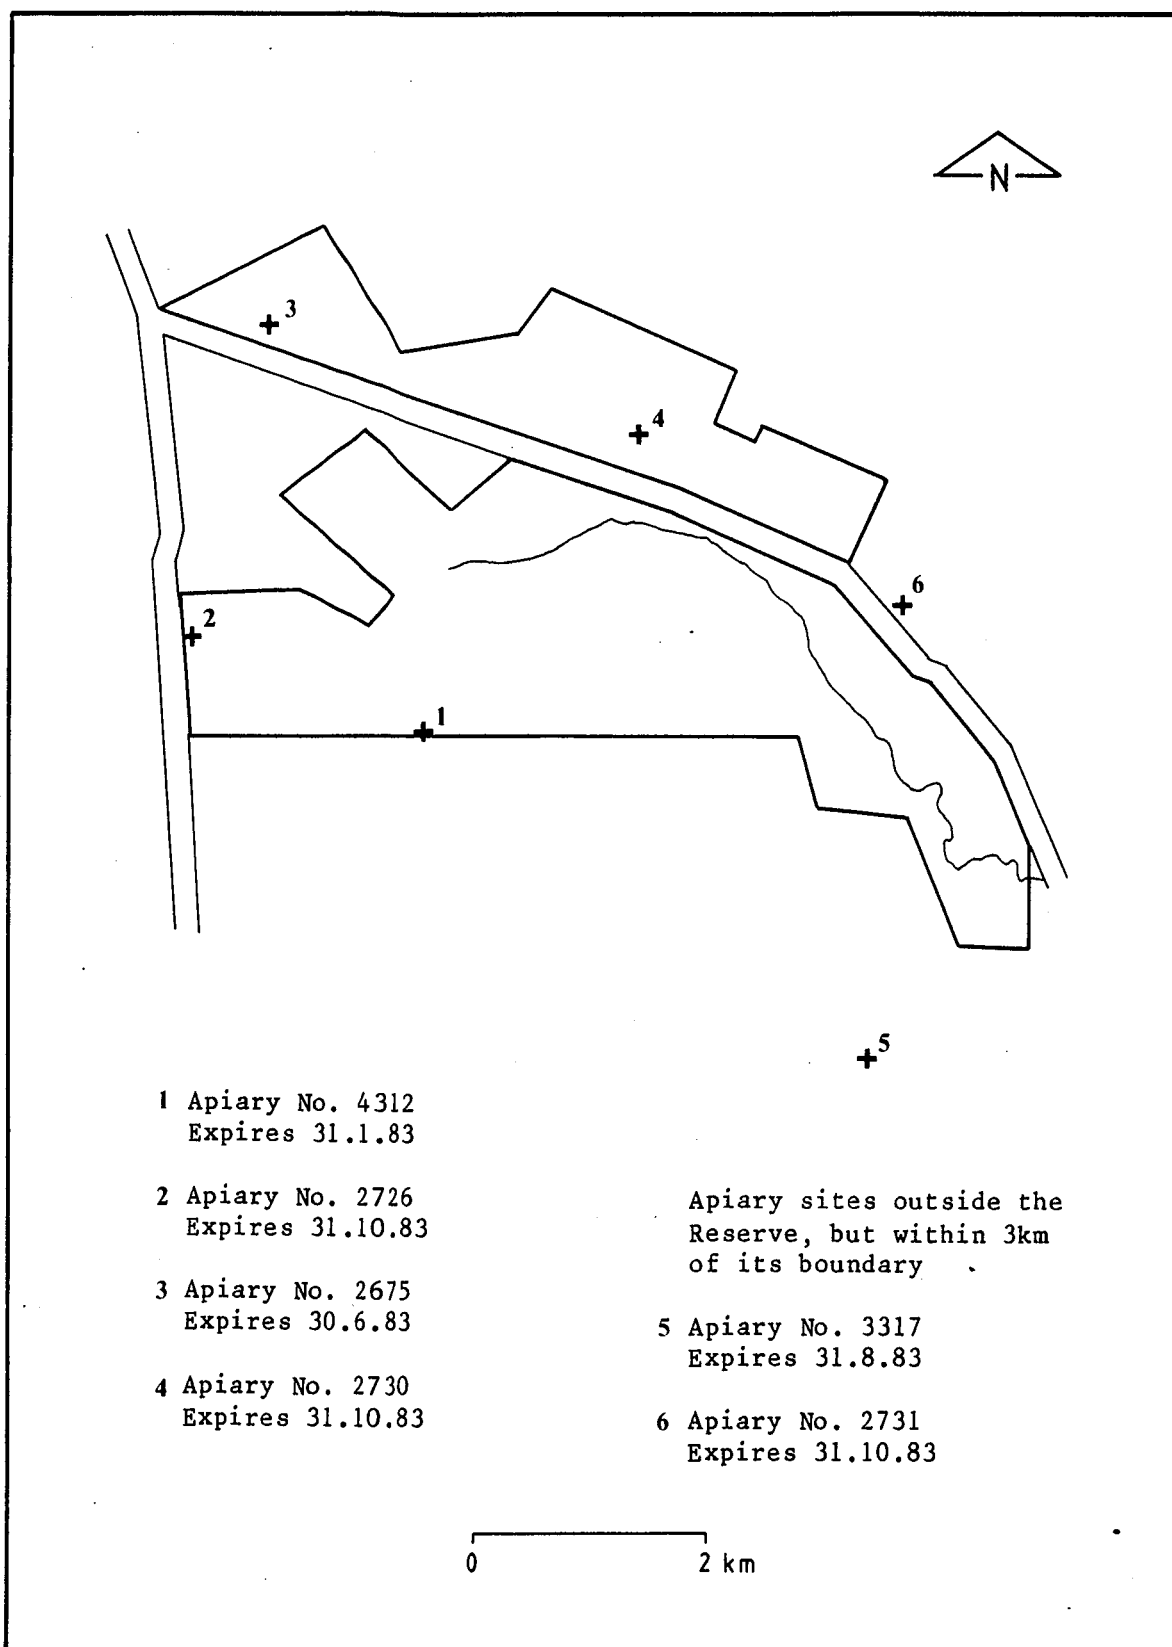 N
3
4
6
2
1
5
1 Apiary No. 4312
Expires 31.1.83
2 Apiary No. 2726
Expires 31.10.83
3 Apiary No. 2675
Expires 30.6.83
4 Apiary No. 2730
Expires 31.10.83
Apiary sites outside the
Reserve, but within 3km
of its boundary
5 Apiary No. 3317
Expires 31.8.83
6 Apiary No. 2731
Expires 31.10.83
0 2 km